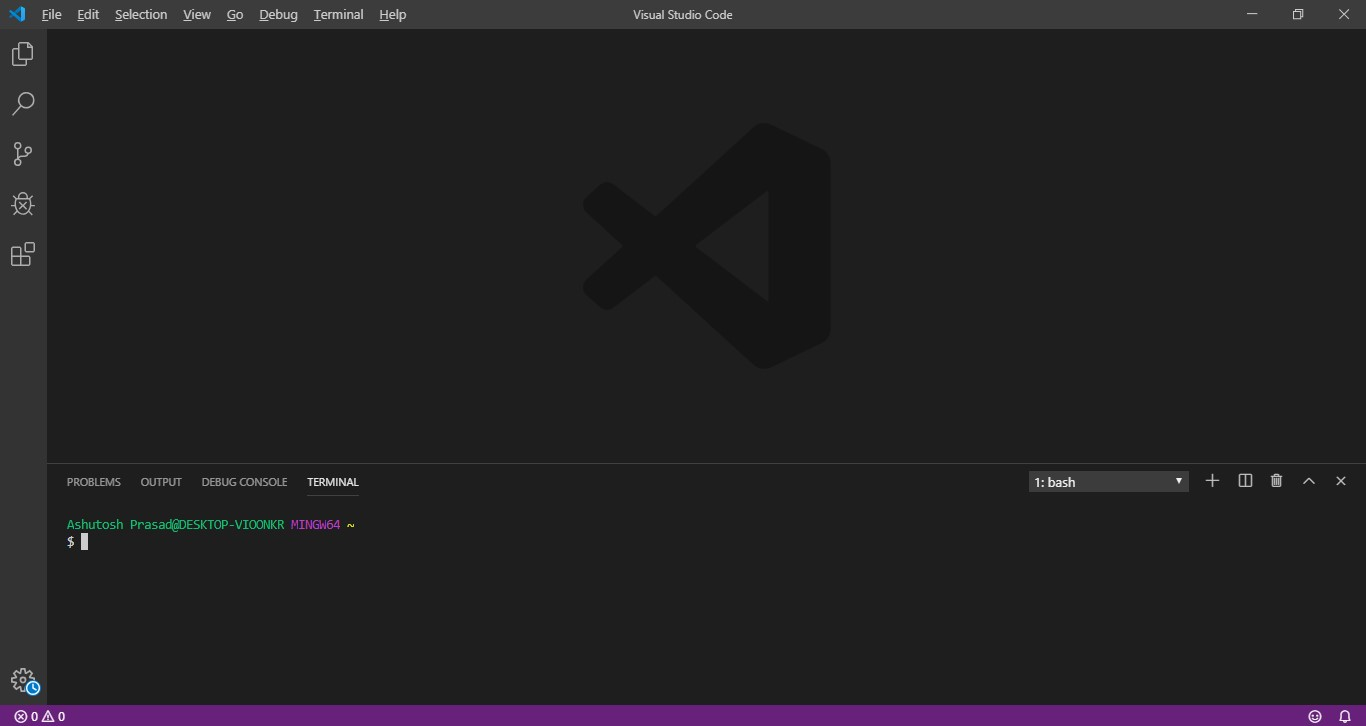 File Edit Selection View Go Debug Terminal Help Visual Studio Code
PROBLEMS OUTPUT DEBUG CONSOLE TERMINAL 1: bash
Ashutosh Prasad@DESKTOP-VIOONKR MINGW64 ~
$
0 0